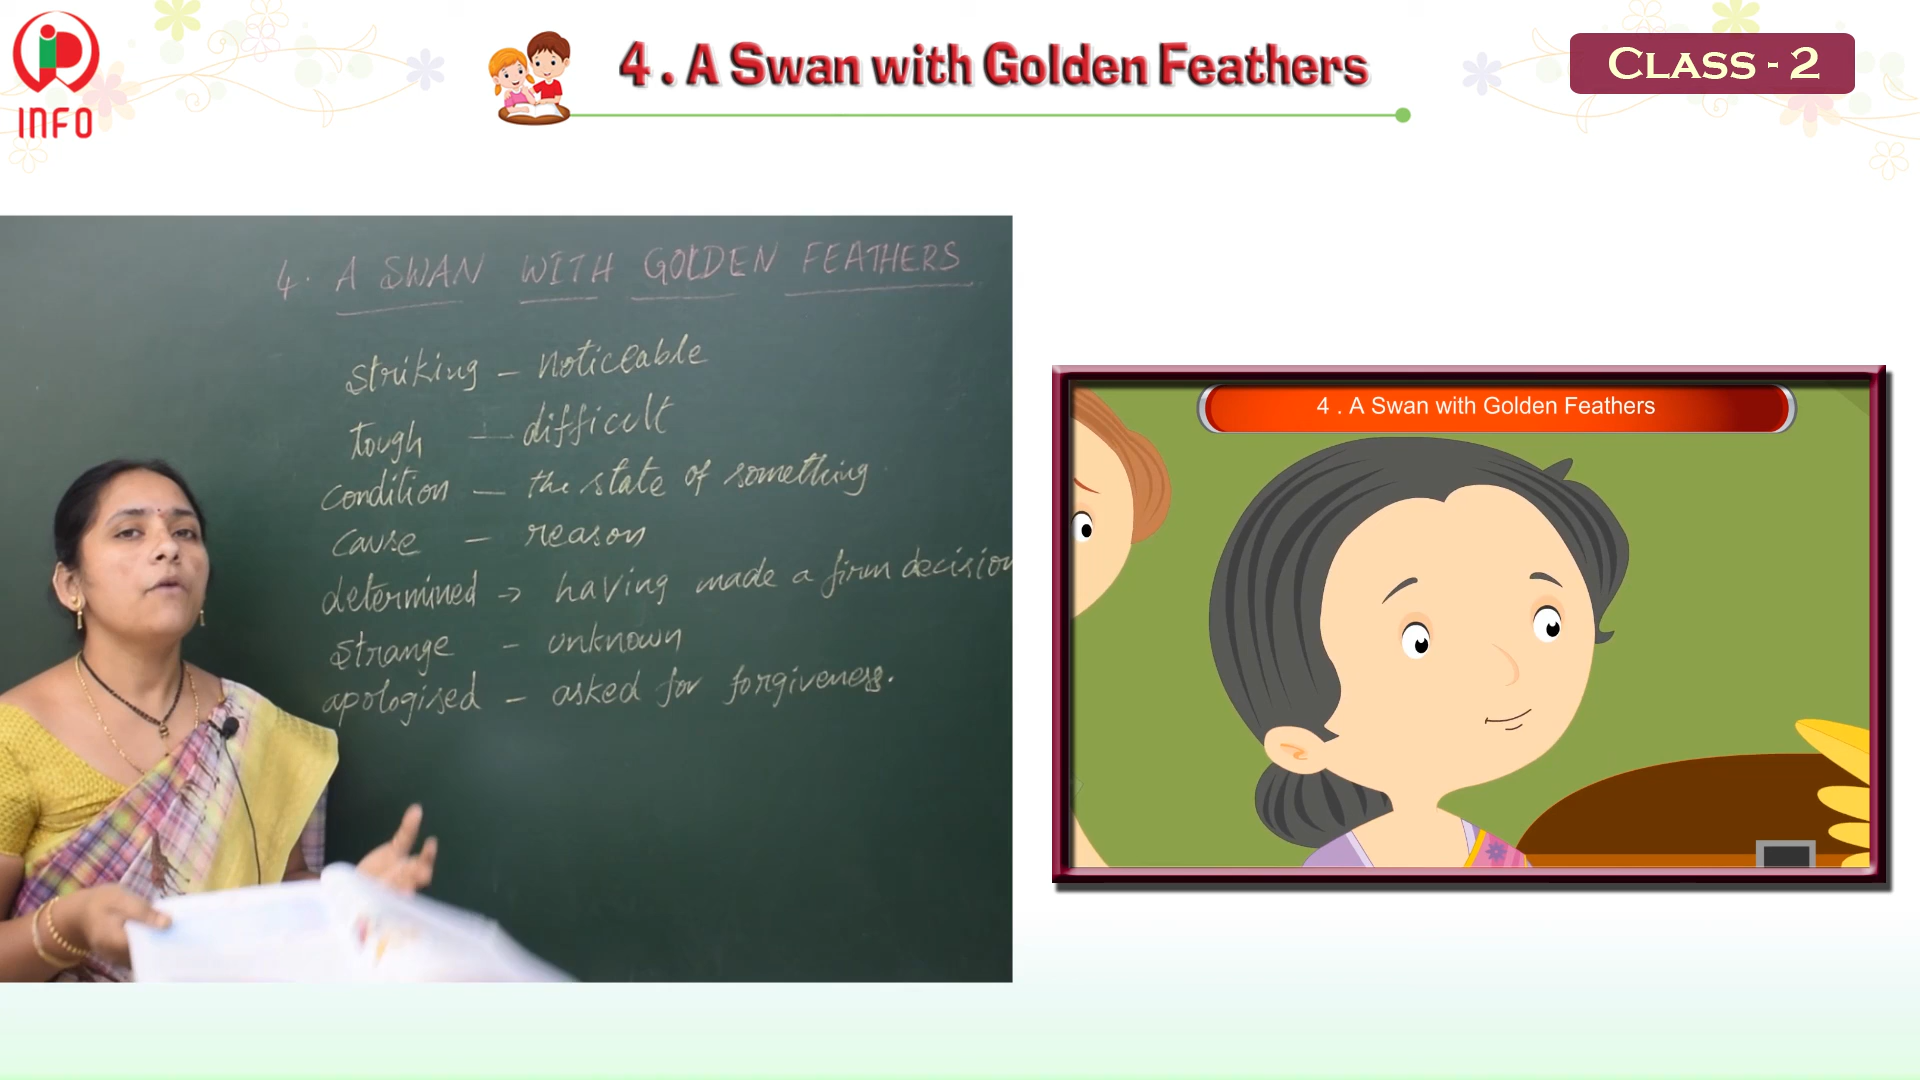 INFO
4 . A Swan with Golden Feathers
CLASS - 2
4. A SWAN WITH GOLDEN FEATHERS
striking – noticeable
tough – difficult
condition – the state of something
cause – reason
determined → having made a firm decision
strange – unknown
apologised – asked for forgiveness.
4 . A Swan with Golden Feathers